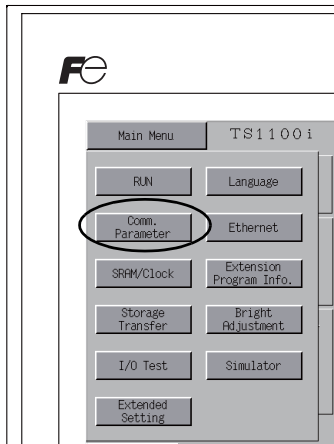 Fe
Main Menu
TS1100i
RUN
Language
Comm.
Parameter
Ethernet
SRAM/Clock
Extension
Program Info.
Storage
Transfer
Bright
Adjustment
I/O Test
Simulator
Extended
Setting